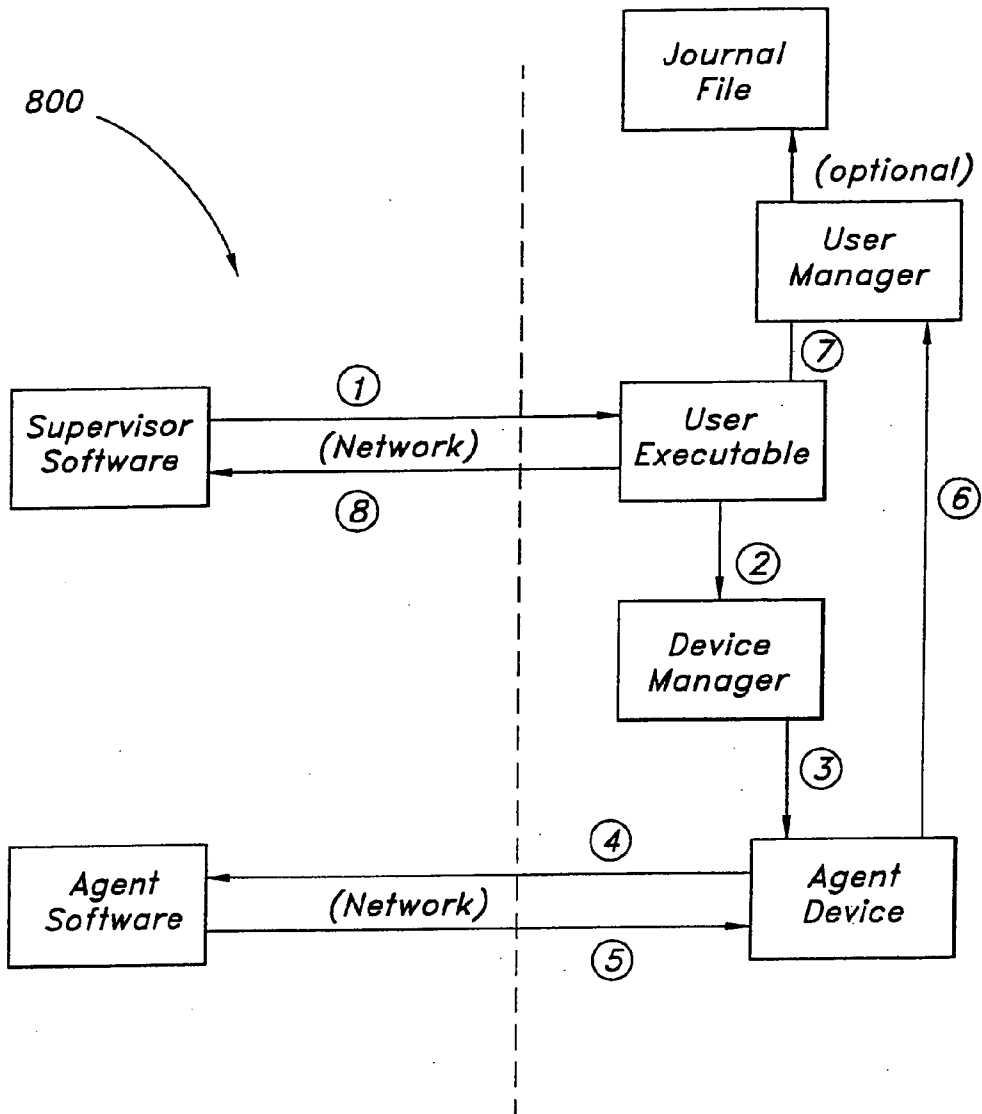 Journal
File
800
(optional)
User
Manager
7
1
Supervisor
Software
(Network)
User
Executable
8
6
2
Device
Manager
3
4
Agent
Software
(Network)
Agent
Device
5